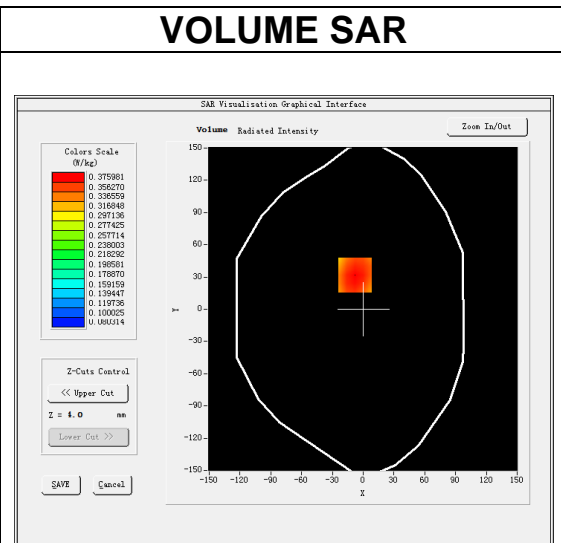 VOLUME SAR
SAR Visualisation Graphical Interface
Volume Radiated Intensity
Zoom In/Out
Colors Scale
(W/kg)
0.375981
0.356270
0.336559
0.316848
0.297136
0.277425
0.257714
0.238003
0.218292
0.198581
0.178870
0.159159
0.139447
0.119736
0.100025
0.080314
Z-Cuts Control
<< Upper Cut
Z = 4.0 mm
Lower Cut >>
SAVE Cancel
150
120
90
60
30
0
-30
-60
-90
-120
-150
Y
-150 -120 -90 -60 -30 0 30 60 90 120 150
X